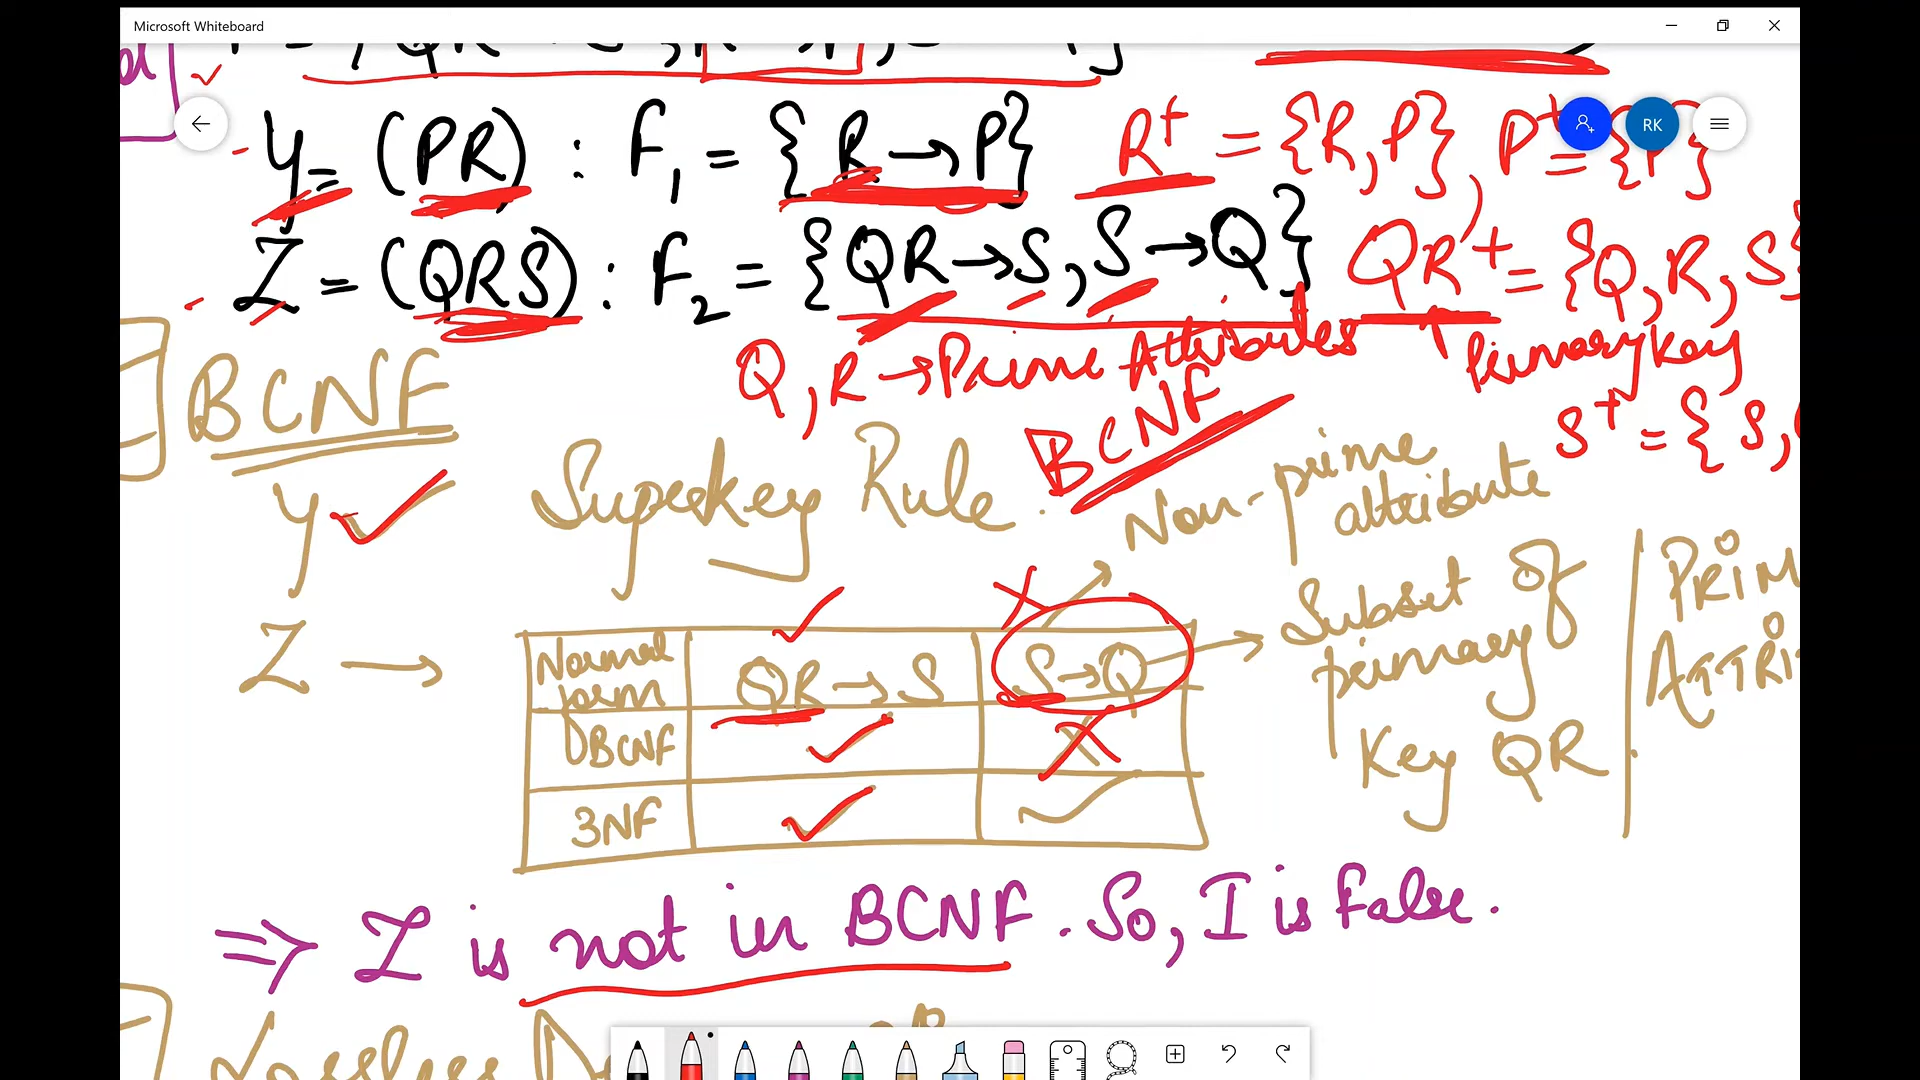 Microsoft Whiteboard
Y = (PR) : F₁ = {R → P} R⁺ = {R, P} P⁺ = {P}
RK
Z = (QRS) : F₂ = {QR → S, S → Q} QR⁺ = {Q, R, S}
Q, R → Prime Attributes Primary Key
BCNF BCNF S⁺ = {S,
Y Superkey Rule. Non-prime attribute
Z → Subset of primary Key QR. PRIM
ATTRI
Normal form QR → S S → Q
BCNF ✓ X
3NF ✓ ✓
⇒ Z is not in BCNF. So, I is false.
Lossless